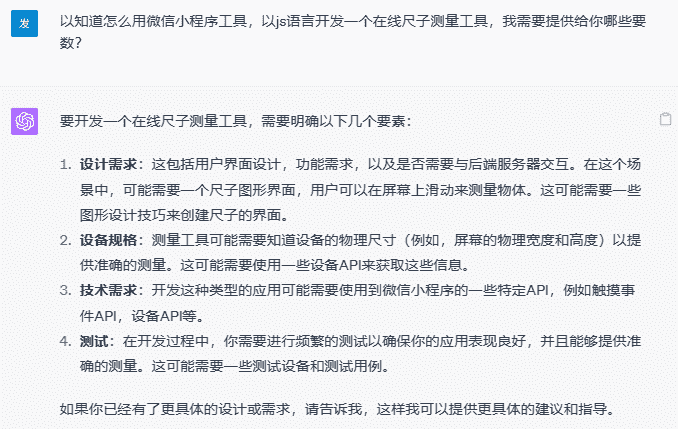 发
以知道怎么用微信小程序工具，以js语言开发一个在线尺子测量工具，我需要提供给你哪些要
数？
要开发一个在线尺子测量工具，需要明确以下几个要素：
1. 设计需求：这包括用户界面设计，功能需求，以及是否需要与后端服务器交互。在这个场
景中，可能需要一个尺子图形界面，用户可以在屏幕上滑动来测量物体。这可能需要一些
图形设计技巧来创建尺子的界面。
2. 设备规格：测量工具可能需要知道设备的物理尺寸（例如，屏幕的物理宽度和高度）以提
供准确的测量。这可能需要使用一些设备API来获取这些信息。
3. 技术需求：开发这种类型的应用可能需要使用到微信小程序的一些特定API，例如触摸事
件API，设备API等。
4. 测试：在开发过程中，你需要进行频繁的测试以确保你的应用表现良好，并且能够提供准
确的测量。这可能需要一些测试设备和测试用例。
如果你已经有了更具体的设计或需求，请告诉我，这样我可以提供更具体的建议和指导。